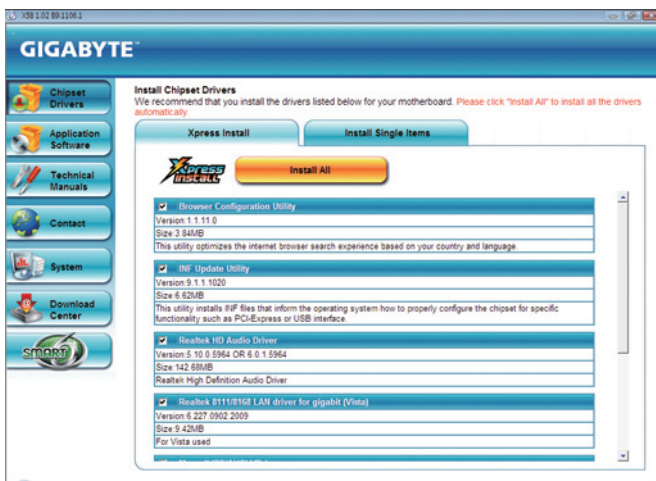 X58 1.02 B9.1106.1
GIGABYTE™
Chipset
Drivers
Application
Software
Technical
Manuals
Contact
System
Download
Center
SMART 6
Install Chipset Drivers
We recommend that you install the drivers listed below for your motherboard. Please click "Install All" to install all the drivers
automatically.
Xpress Install
Install Single Items
Xpress
INSTALL
Install All
Browser Configuration Utility
Version:1.1.11.0
Size:3.84MB
This utility optimizes the internet browser search experience based on your country and language.
INF Update Utility
Version:9.1.1.1020
Size:6.62MB
This utility installs INF files that inform the operating system how to properly configure the chipset for specific
functionality such as PCI-Express or USB interface.
Realtek HD Audio Driver
Version:5.10.0.5964 OR 6.0.1.5964
Size:142.68MB
Realtek High Definition Audio Driver
Realtek 8111/8168 LAN driver for gigabit (Vista)
Version:6.227.0902.2009
Size:9.42MB
For Vista used